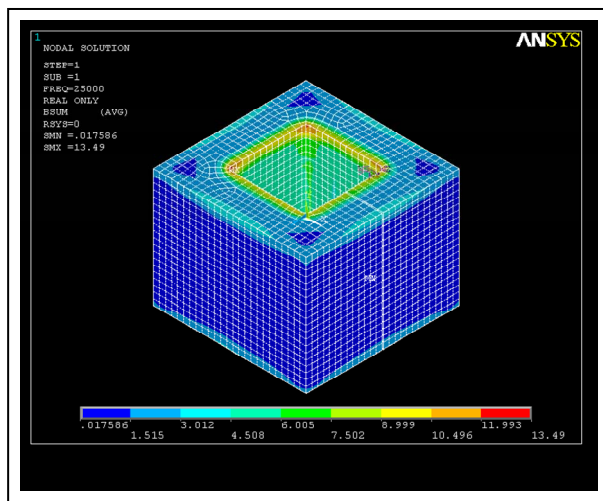 1
ANSYS
NODAL SOLUTION
STEP=1
SUB =1
FREQ=25000
REAL ONLY
BSUM (AVG)
RSYS=0
SMN =.017586
SMX =13.49
.017586 3.012 6.005 8.999 11.993
1.515 4.508 7.502 10.496 13.49